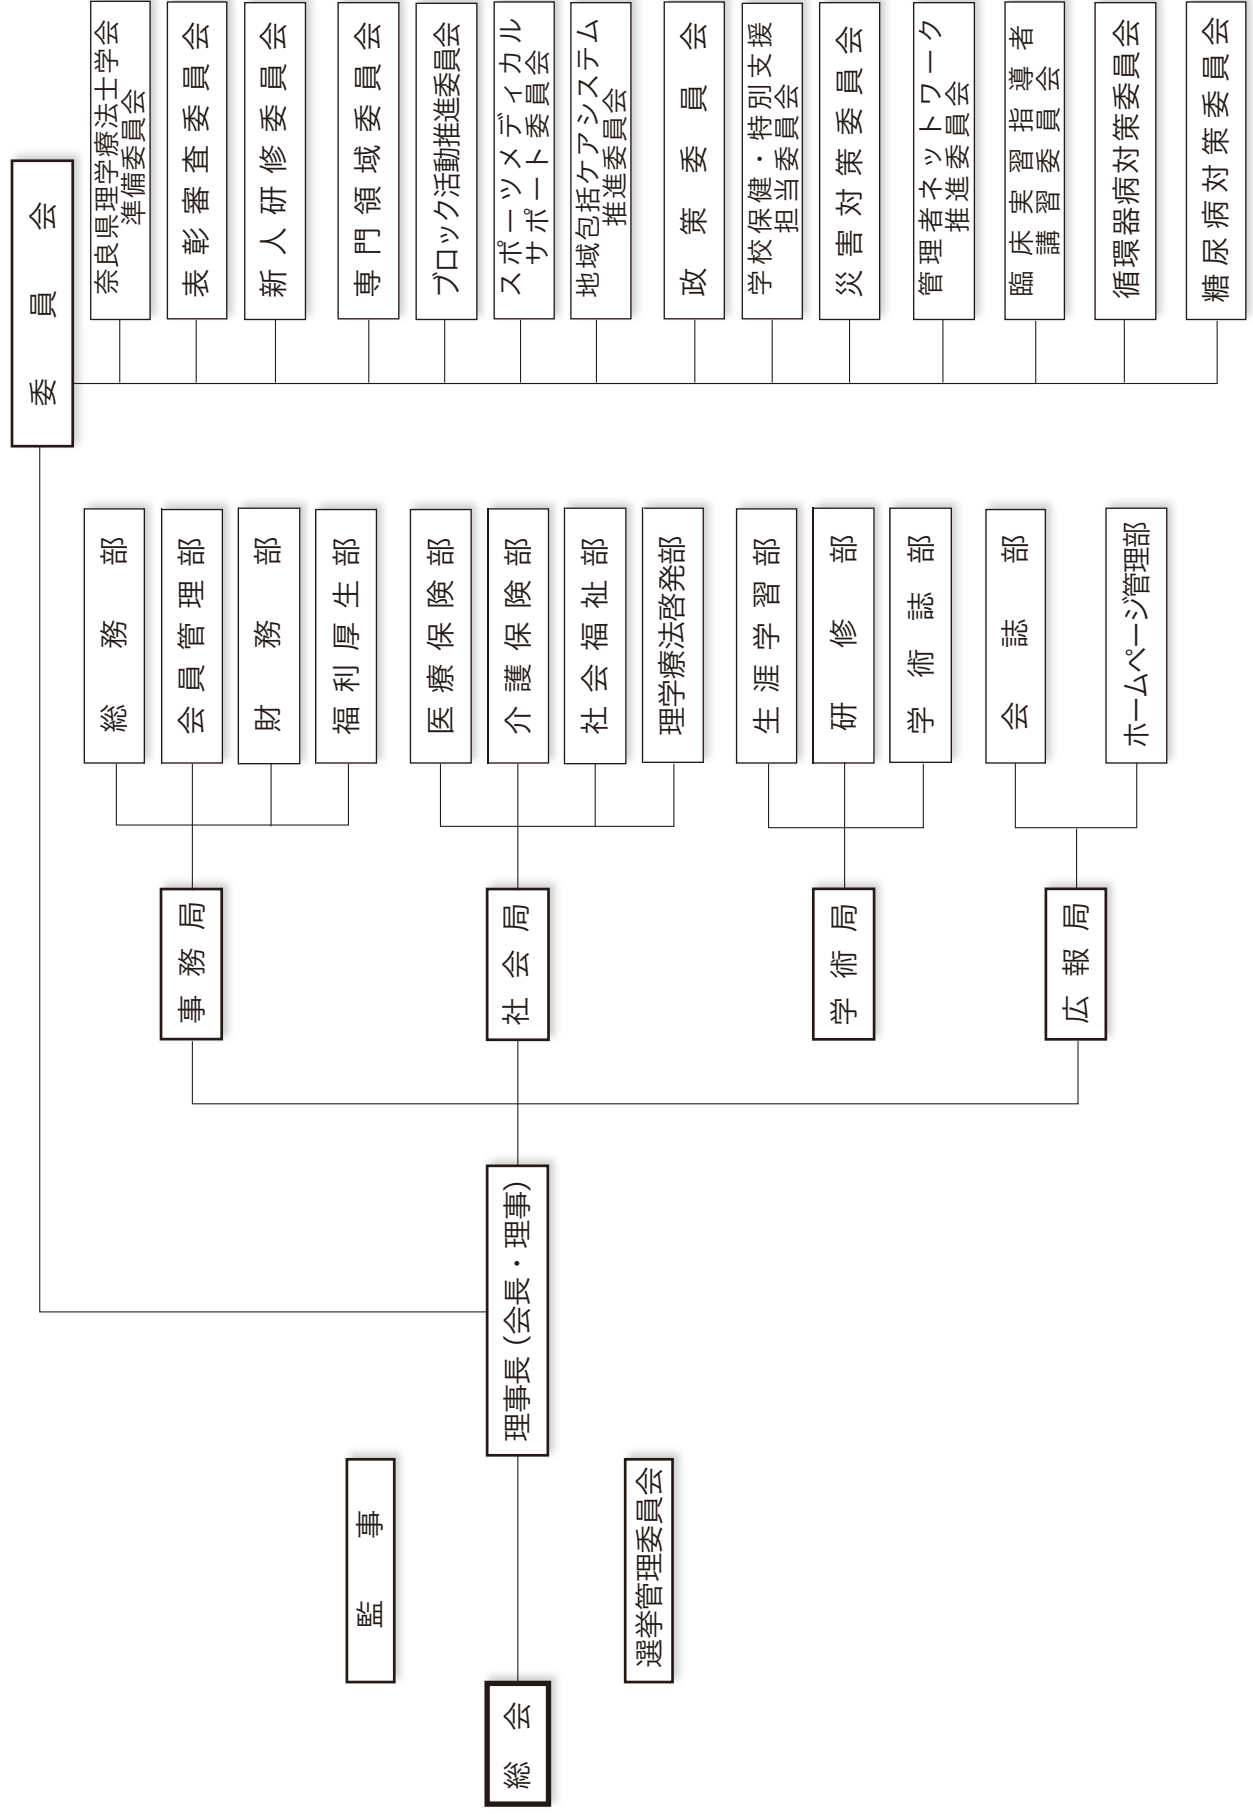 総会
監事
選挙管理委員会
理事長（会長・理事）
事務局
総務部
会員管理部
財務部
福利厚生部
社会局
医療保険部
介護保険部
社会福祉部
理学療法啓発部
学術局
生涯学習部
研修部
学術誌部
広報局
会誌部
ホームページ管理部
委員会
奈良県理学療法士学会
準備委員会
表彰審査委員会
新人研修委員会
専門領域委員会
ブロック活動推進委員会
スポーツメディカル
サポート委員会
地域包括ケアシステム
推進委員会
政策委員会
学校保健・特別支援
担当委員会
災害対策委員会
管理者ネットワーク
推進委員会
臨床実習指導者
講習委員会
循環器病対策委員会
糖尿病対策委員会